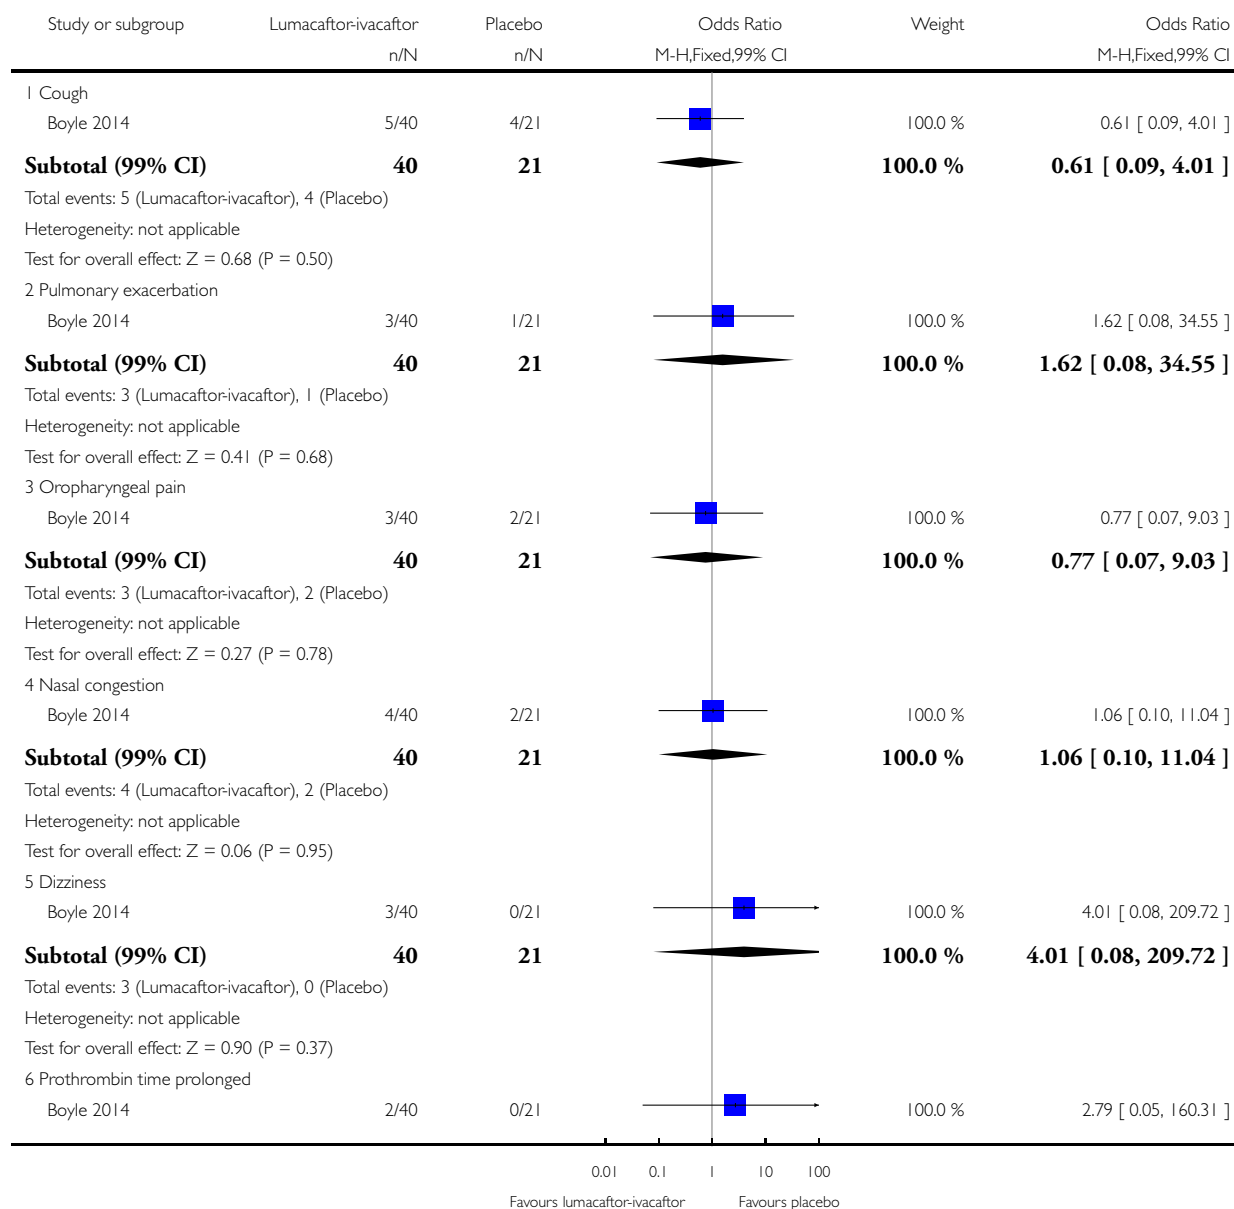 Study or subgroup Lumacaftor-ivacaftor Placebo Odds Ratio Weight Odds Ratio
n/N n/N M-H,Fixed,99% CI M-H,Fixed,99% CI
1 Cough
Boyle 2014 5/40 4/21 100.0 % 0.61 [ 0.09, 4.01 ]
Subtotal (99% CI) 40 21 100.0 % 0.61 [ 0.09, 4.01 ]
Total events: 5 (Lumacaftor-ivacaftor), 4 (Placebo)
Heterogeneity: not applicable
Test for overall effect: Z = 0.68 (P = 0.50)
2 Pulmonary exacerbation
Boyle 2014 3/40 1/21 100.0 % 1.62 [ 0.08, 34.55 ]
Subtotal (99% CI) 40 21 100.0 % 1.62 [ 0.08, 34.55 ]
Total events: 3 (Lumacaftor-ivacaftor), 1 (Placebo)
Heterogeneity: not applicable
Test for overall effect: Z = 0.41 (P = 0.68)
3 Oropharyngeal pain
Boyle 2014 3/40 2/21 100.0 % 0.77 [ 0.07, 9.03 ]
Subtotal (99% CI) 40 21 100.0 % 0.77 [ 0.07, 9.03 ]
Total events: 3 (Lumacaftor-ivacaftor), 2 (Placebo)
Heterogeneity: not applicable
Test for overall effect: Z = 0.27 (P = 0.78)
4 Nasal congestion
Boyle 2014 4/40 2/21 100.0 % 1.06 [ 0.10, 11.04 ]
Subtotal (99% CI) 40 21 100.0 % 1.06 [ 0.10, 11.04 ]
Total events: 4 (Lumacaftor-ivacaftor), 2 (Placebo)
Heterogeneity: not applicable
Test for overall effect: Z = 0.06 (P = 0.95)
5 Dizziness
Boyle 2014 3/40 0/21 100.0 % 4.01 [ 0.08, 209.72 ]
Subtotal (99% CI) 40 21 100.0 % 4.01 [ 0.08, 209.72 ]
Total events: 3 (Lumacaftor-ivacaftor), 0 (Placebo)
Heterogeneity: not applicable
Test for overall effect: Z = 0.90 (P = 0.37)
6 Prothrombin time prolonged
Boyle 2014 2/40 0/21 100.0 % 2.79 [ 0.05, 160.31 ]
0.01 0.1 1 10 100
Favours lumacaftor-ivacaftor Favours placebo